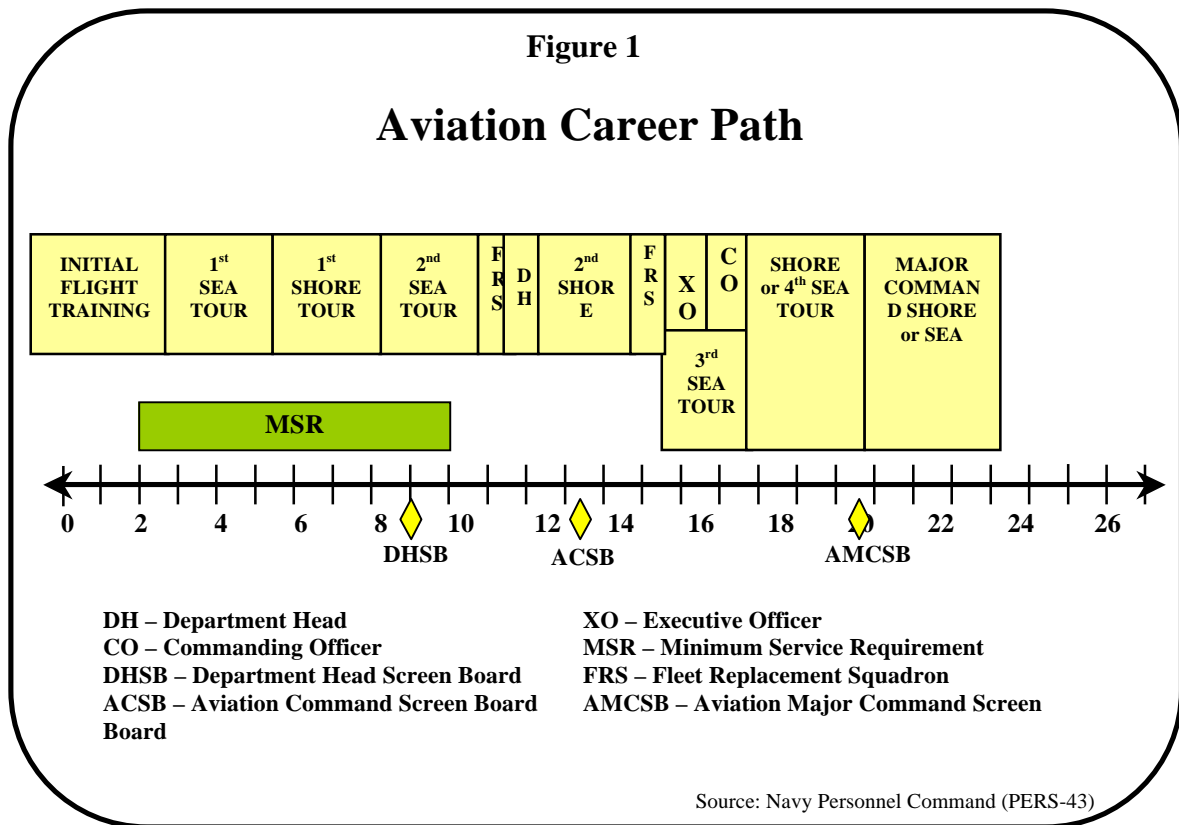 Figure 1
Aviation Career Path
INITIAL
FLIGHT
TRAINING
1st
SEA
TOUR
1st
SHORE
TOUR
2nd
SEA
TOUR
F
R
S
D
H
2nd
SHOR
E
F
R
S
X
O
C
O
3rd
SEA
TOUR
SHORE
or 4th SEA
TOUR
MAJOR
COMMAN
D SHORE
or SEA
MSR
0 2 4 6 8 10 12 14 16 18 20 22 24 26
DHSB ACSB AMCSB
DH – Department Head
CO – Commanding Officer
DHSB – Department Head Screen Board
ACSB – Aviation Command Screen Board
Board
XO – Executive Officer
MSR – Minimum Service Requirement
FRS – Fleet Replacement Squadron
AMCSB – Aviation Major Command Screen
Source: Navy Personnel Command (PERS-43)